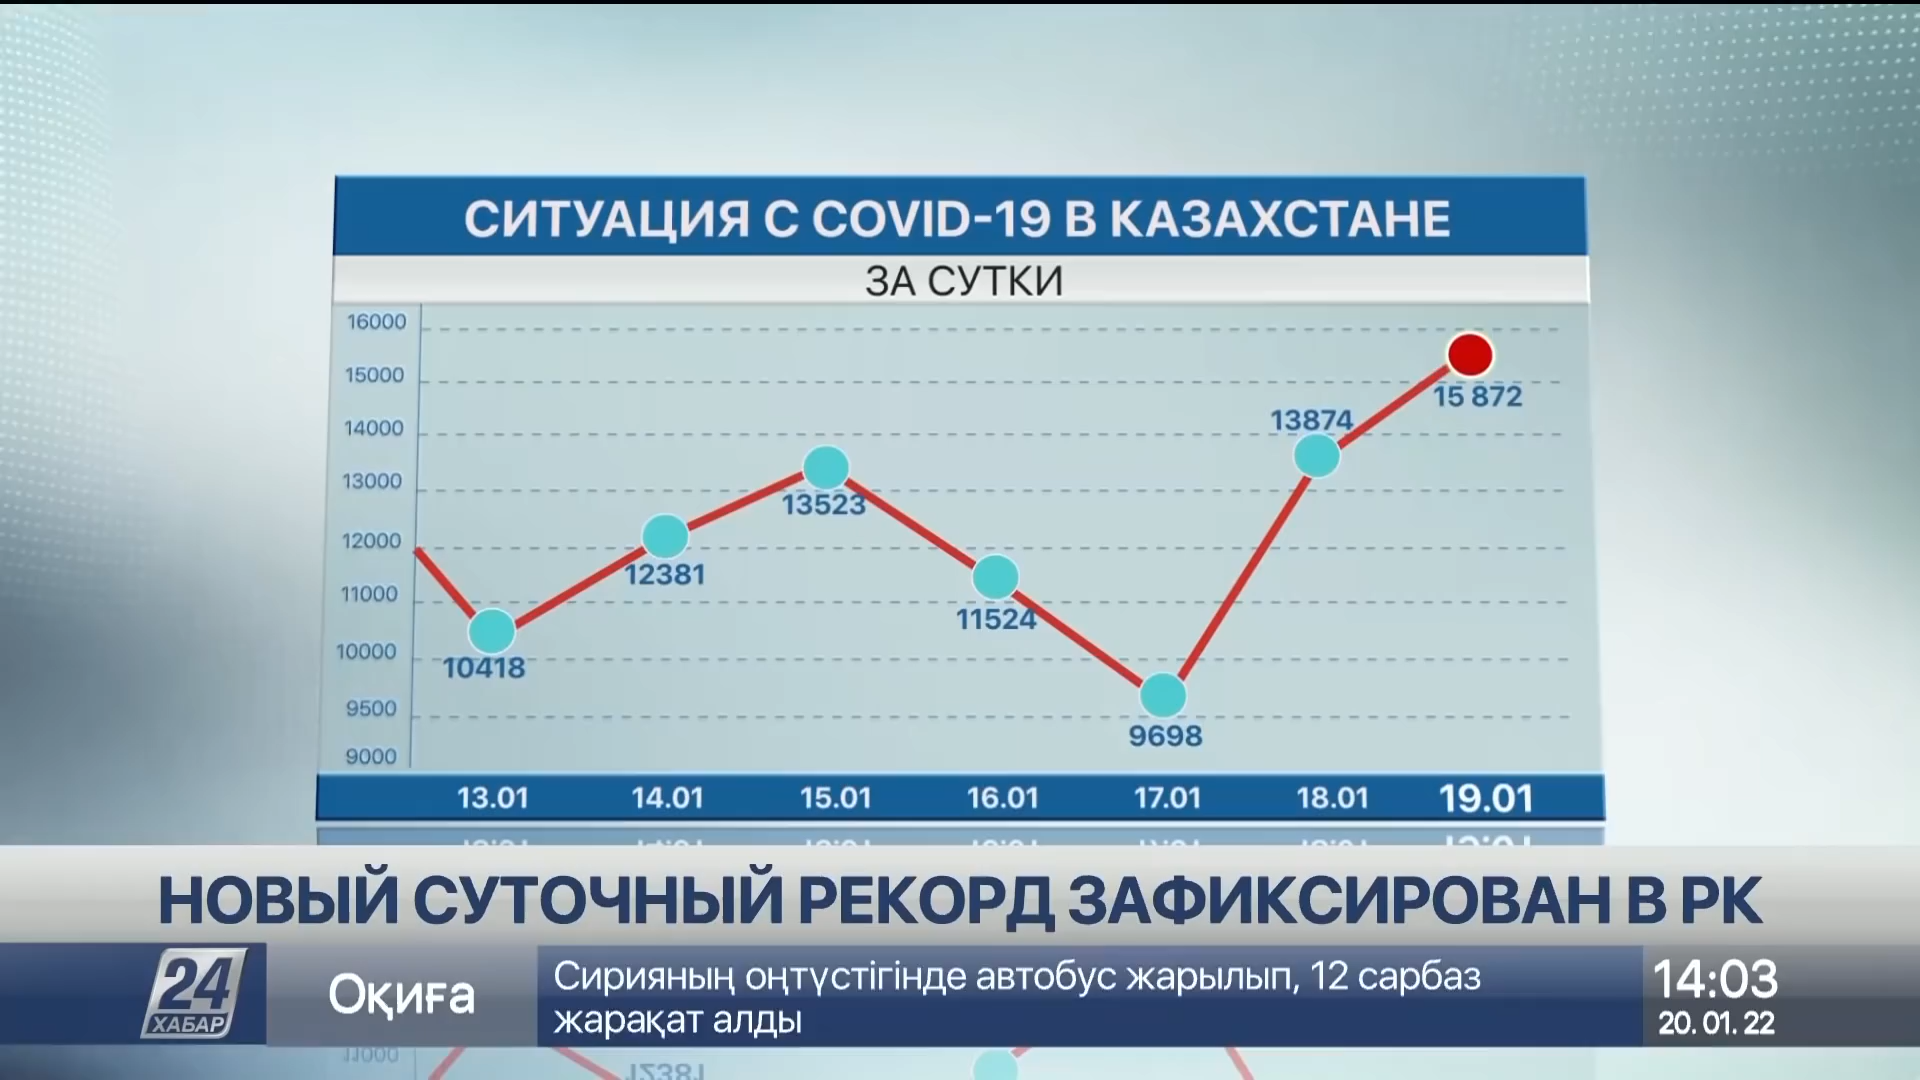 СИТУАЦИЯ С COVID-19 В КАЗАХСТАНЕ
ЗА СУТКИ
16000
15000
14000
13000
12000
11000
10000
9500
9000
10418
12381
13523
11524
9698
13874
15 872
13.01 14.01 15.01 16.01 17.01 18.01 19.01
НОВЫЙ СУТОЧНЫЙ РЕКОРД ЗАФИКСИРОВАН В РК
24
ХАБАР
Оқиға
Сирияның оңтүстігінде автобус жарылып, 12 сарбаз
жарақат алды
14:03
20. 01. 22
11000
12381